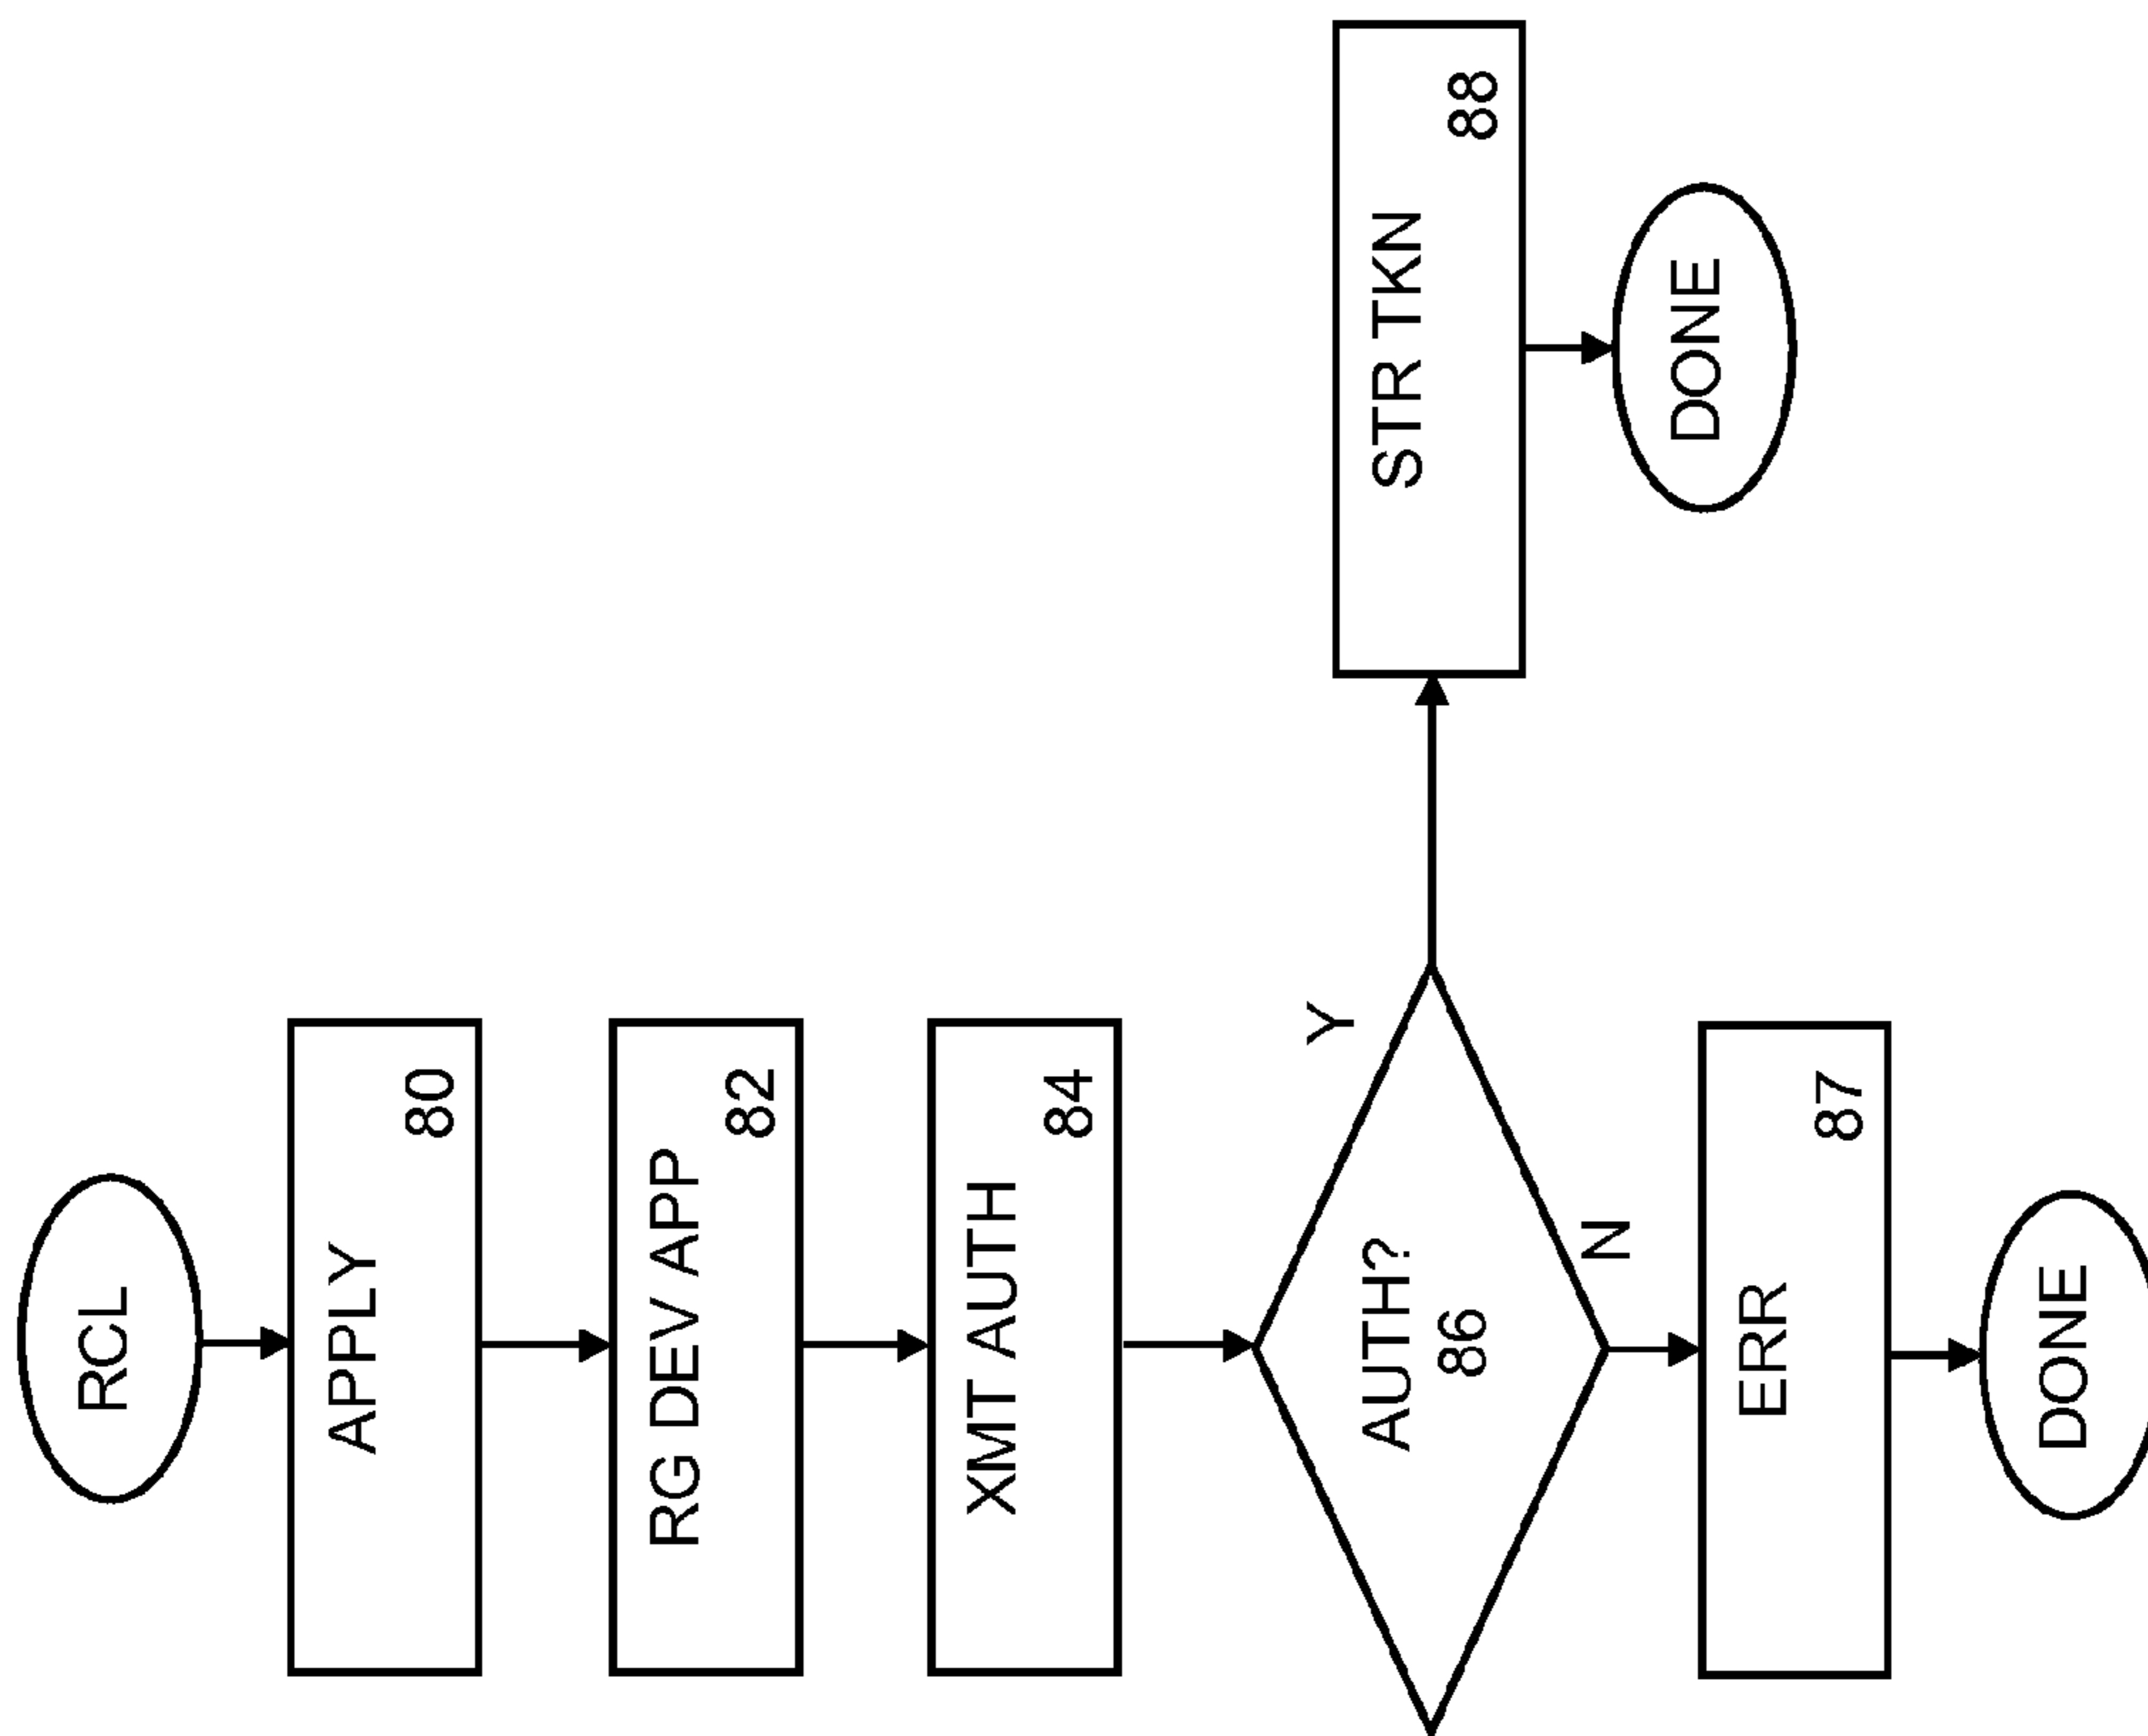 RCL
APPLY
80
RG DEV APP
82
XMT AUTH
84
AUTH?
86
Y
STR TKN
88
DONE
N
ERR
87
DONE